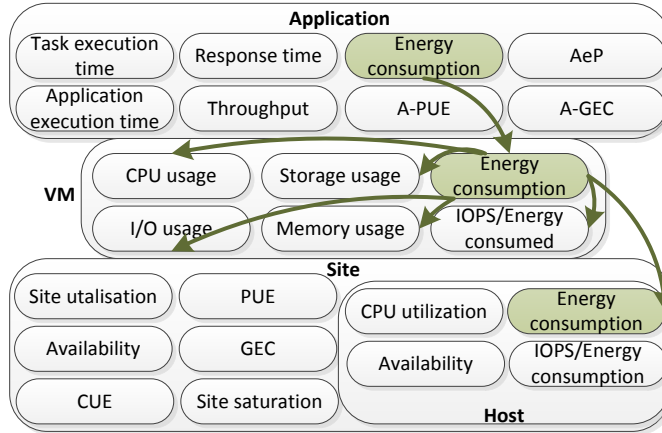 Application
Task execution
time
Response time
Energy
consumption
AeP
Application
execution time
Throughput
A-PUE
A-GEC
VM
CPU usage
Storage usage
Energy
consumption
I/O usage
Memory usage
IOPS/Energy
consumed
Site
Site utalisation
PUE
Availability
GEC
CUE
Site saturation
CPU utilization
Energy
consumption
Availability
IOPS/Energy
consumption
Host